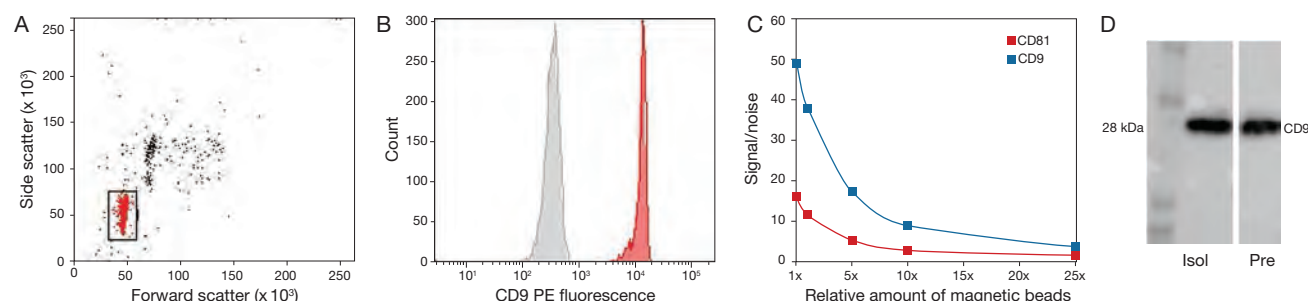 A
Side scatter (x 10³)
250
200
150
100
50
0
0
50
100
150
200
250
Forward scatter (x 10³)
B
Count
300
250
200
150
100
50
0
10¹
10²
10³
10⁴
10⁵
CD9 PE fluorescence
C
Signal/noise
60
50
40
30
20
10
0
CD81
CD9
1x
5x
10x
15x
20x
25x
Relative amount of magnetic beads
D
28 kDa
CD9
Isol
Pre